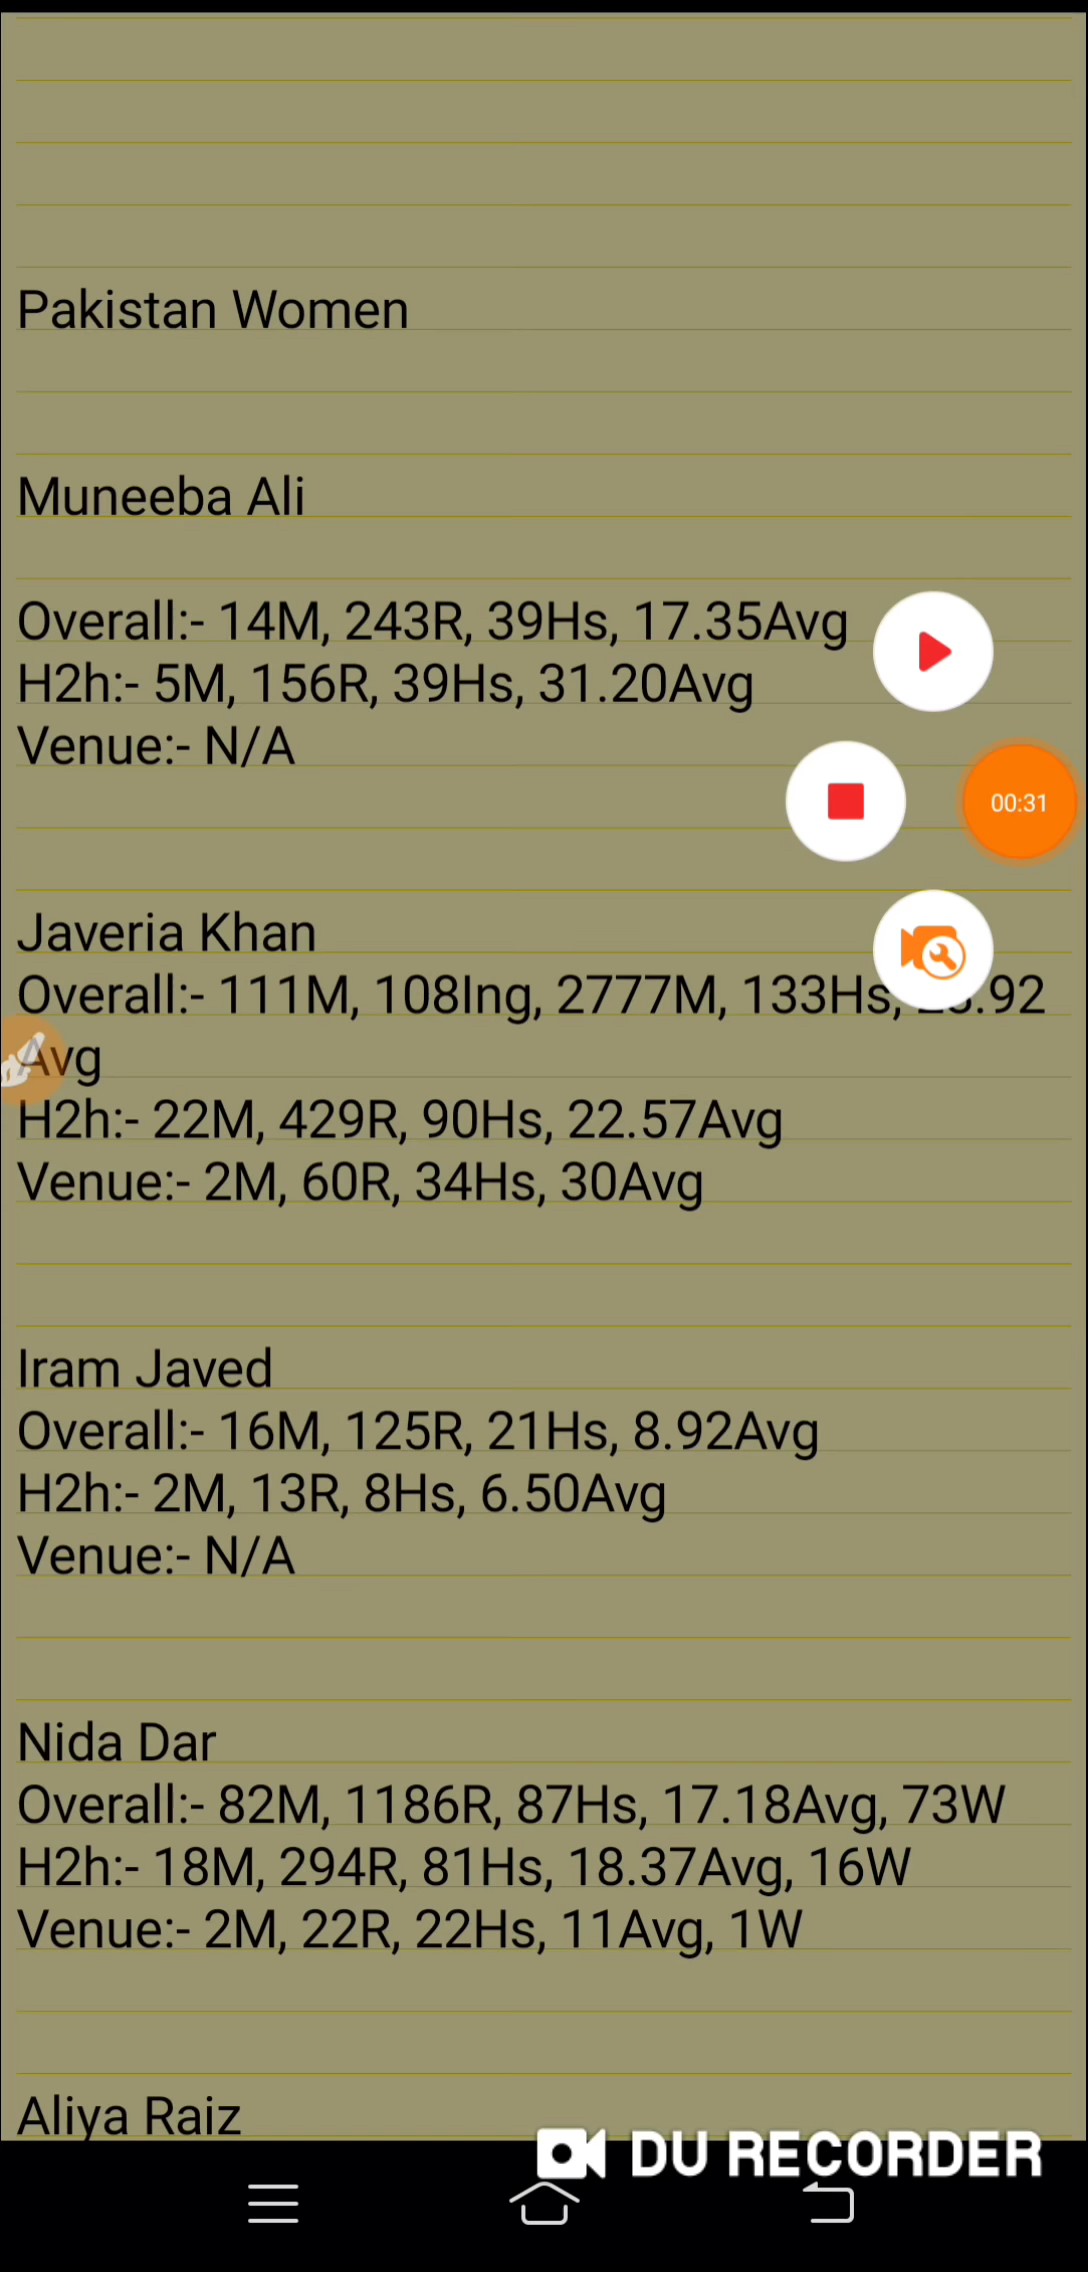 Pakistan Women
Muneeba Ali
Overall:- 14M, 243R, 39Hs, 17.35Avg
H2h:- 5M, 156R, 39Hs, 31.20Avg
Venue:- N/A
00:31
Javeria Khan
Overall:- 111M, 108Ing, 2777M, 133Hs, .92
Avg
H2h:- 22M, 429R, 90Hs, 22.57Avg
Venue:- 2M, 60R, 34Hs, 30Avg
Iram Javed
Overall:- 16M, 125R, 21Hs, 8.92Avg
H2h:- 2M, 13R, 8Hs, 6.50Avg
Venue:- N/A
Nida Dar
Overall:- 82M, 1186R, 87Hs, 17.18Avg, 73W
H2h:- 18M, 294R, 81Hs, 18.37Avg, 16W
Venue:- 2M, 22R, 22Hs, 11Avg, 1W
Aliya Raiz
DU RECORDER